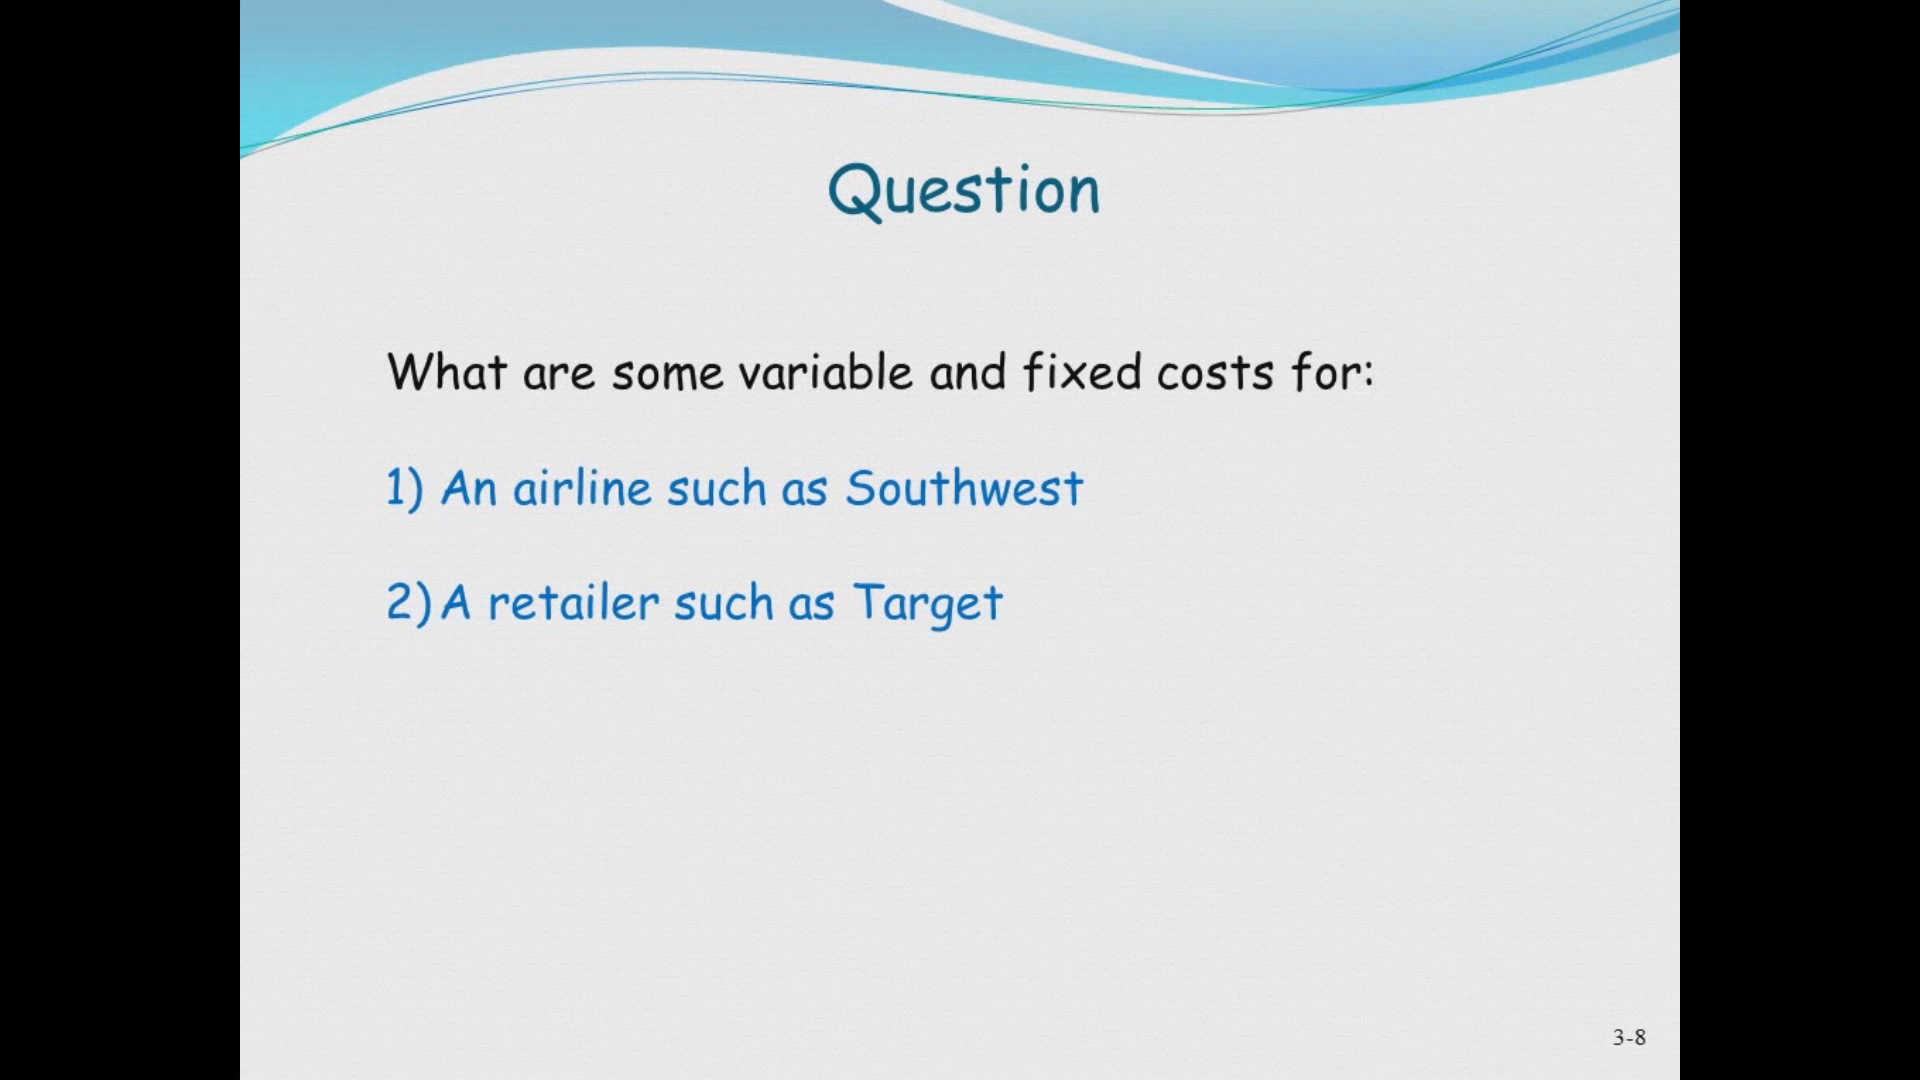 Question
What are some variable and fixed costs for:
1) An airline such as Southwest
2) A retailer such as Target
3-8